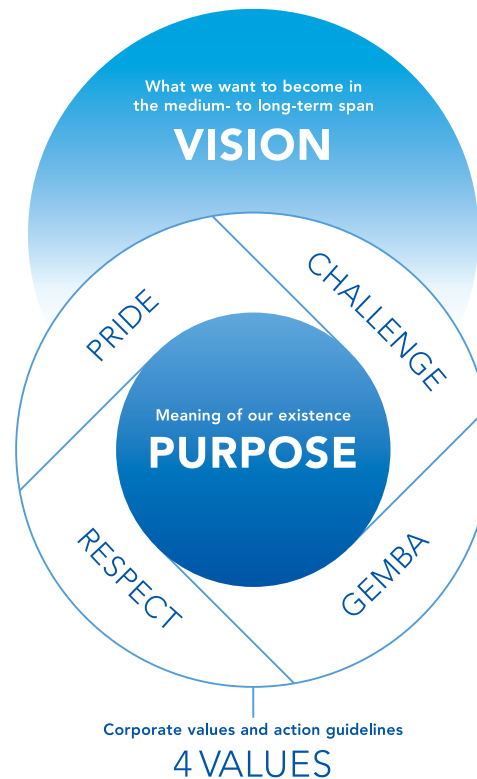 What we want to become in
the medium- to long-term span
VISION
PRIDE
CHALLENGE
Meaning of our existence
PURPOSE
RESPECT
GEMBA
Corporate values and action guidelines
4 VALUES